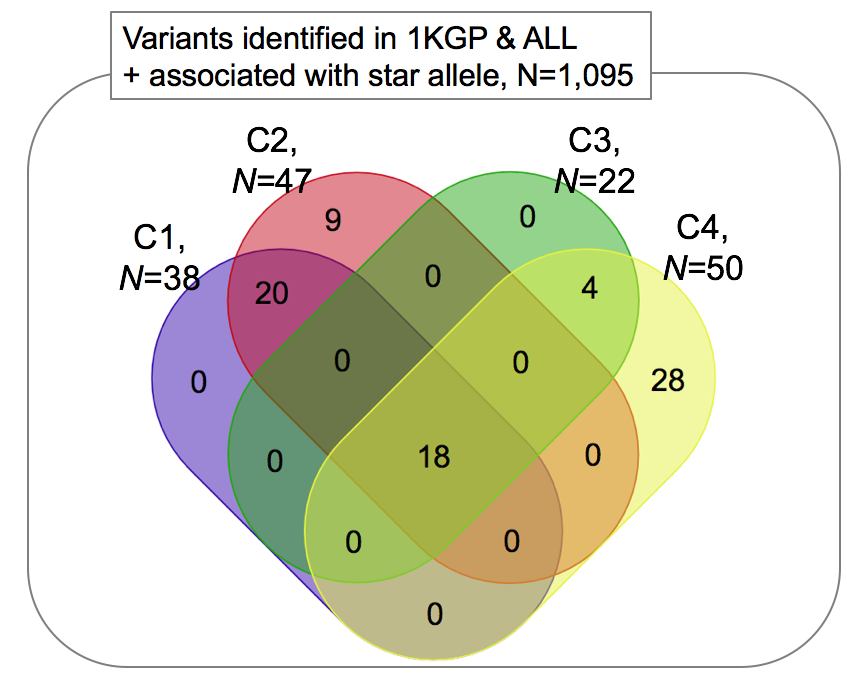 Variants identified in 1KGP & ALL
+ associated with star allele, N=1,095
C2,
N=47
C3,
N=22
C1,
N=38
C4,
N=50
9
0
20
0
4
0
0
0
28
0
18
0
0
0
0